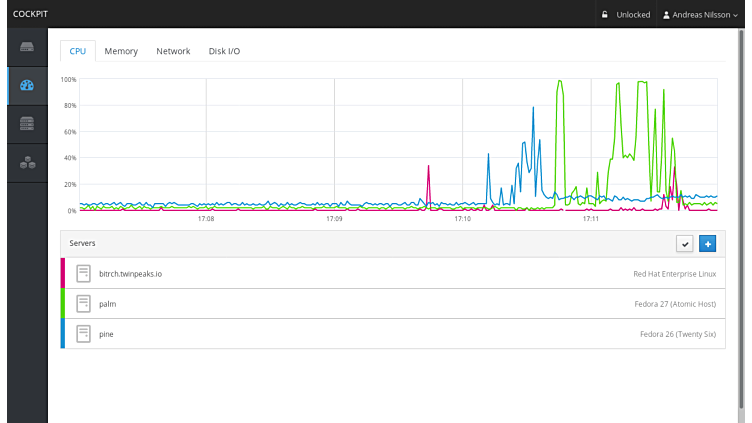 COCKPIT Unlocked Andreas Nilsson
CPU Memory Network Disk I/O
100%
80%
60%
40%
20%
0%
17:08 17:09 17:10 17:11
Servers
bitrch.twinpeaks.io Red Hat Enterprise Linux
palm Fedora 27 (Atomic Host)
pine Fedora 26 (Twenty Six)